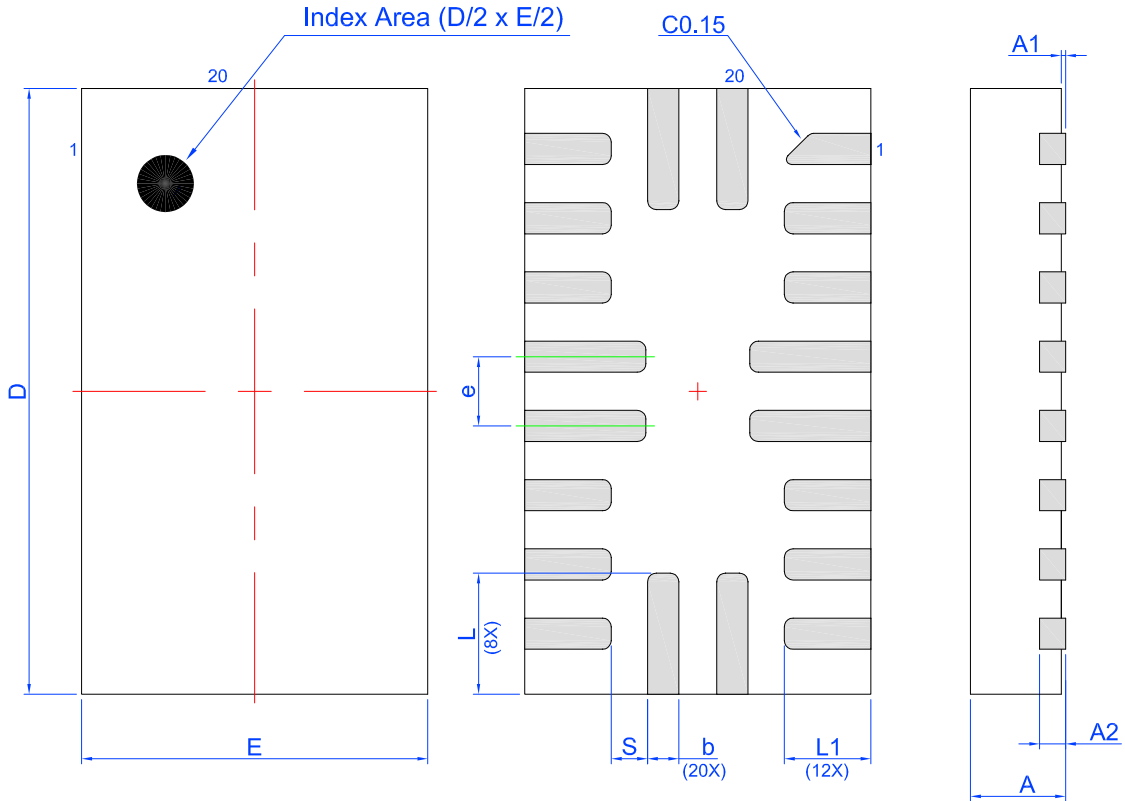 Index Area (D/2 x E/2)
C0.15
A1
20
20
1
1
D
e
L
(8X)
E
S
b
(20X)
L1
(12X)
A2
A